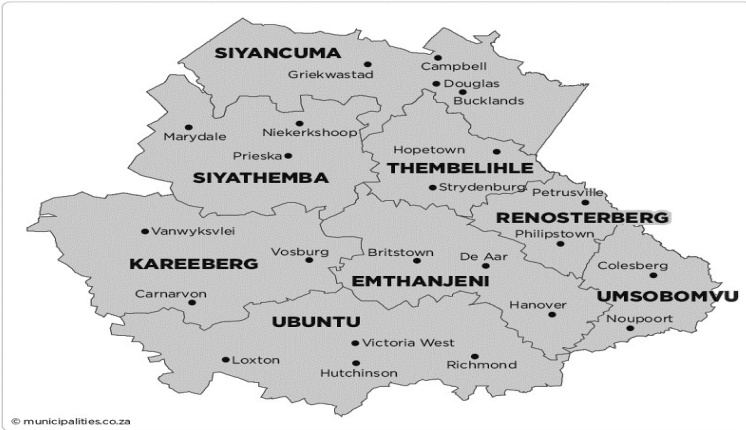 SIYANCUMA
Griekwastad
Campbell
Douglas
Bucklands
Marydale
Niekerkshoop
Prieska
SIYATHEMBA
Hopetown
THEMBELIHLE
Strydenburg
Petrusville
RENOSTERBERG
Philipstown
Vanwyksvlei
Vosburg
KAREEBERG
Carnarvon
Britstown
De Aar
EMTHANJENI
Hanover
Colesberg
UMSOBOMVU
Noupoort
UBUNTU
Victoria West
Loxton
Hutchinson
Richmond
© municipalities.co.za